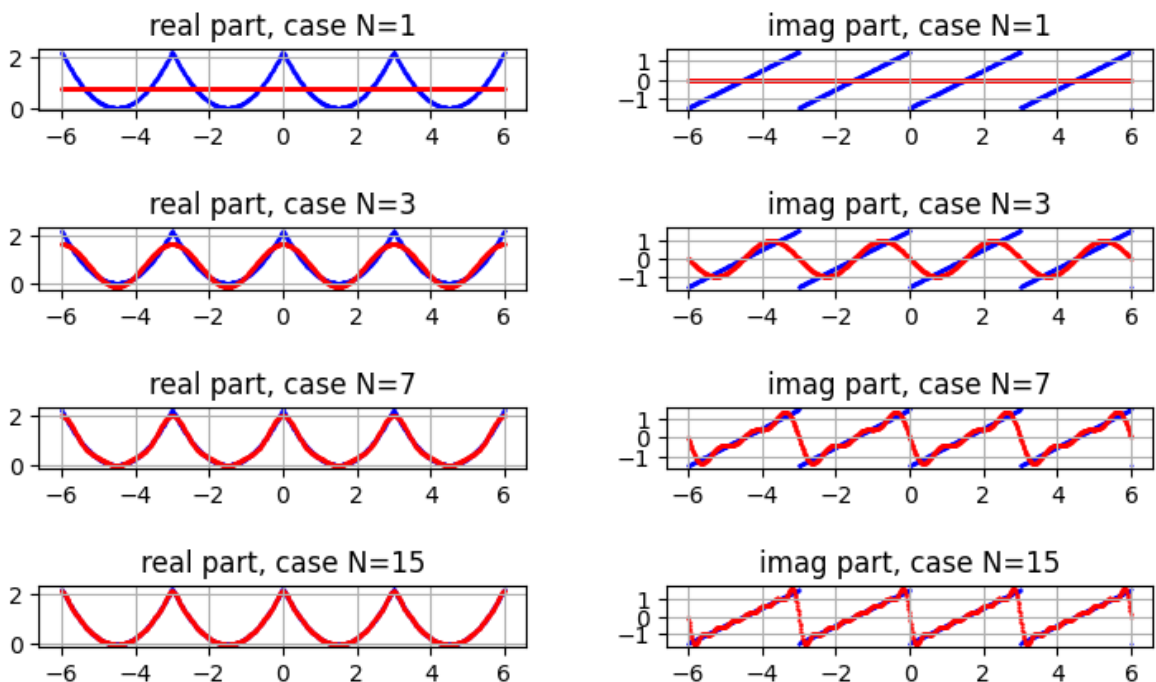 real part, case N=1
imag part, case N=1
2
0
1
0
−1
−6 −4 −2 0 2 4 6
−6 −4 −2 0 2 4 6
real part, case N=3
imag part, case N=3
2
0
1
0
−1
−6 −4 −2 0 2 4 6
−6 −4 −2 0 2 4 6
real part, case N=7
imag part, case N=7
2
0
1
0
−1
−6 −4 −2 0 2 4 6
−6 −4 −2 0 2 4 6
real part, case N=15
imag part, case N=15
2
0
1
0
−1
−6 −4 −2 0 2 4 6
−6 −4 −2 0 2 4 6